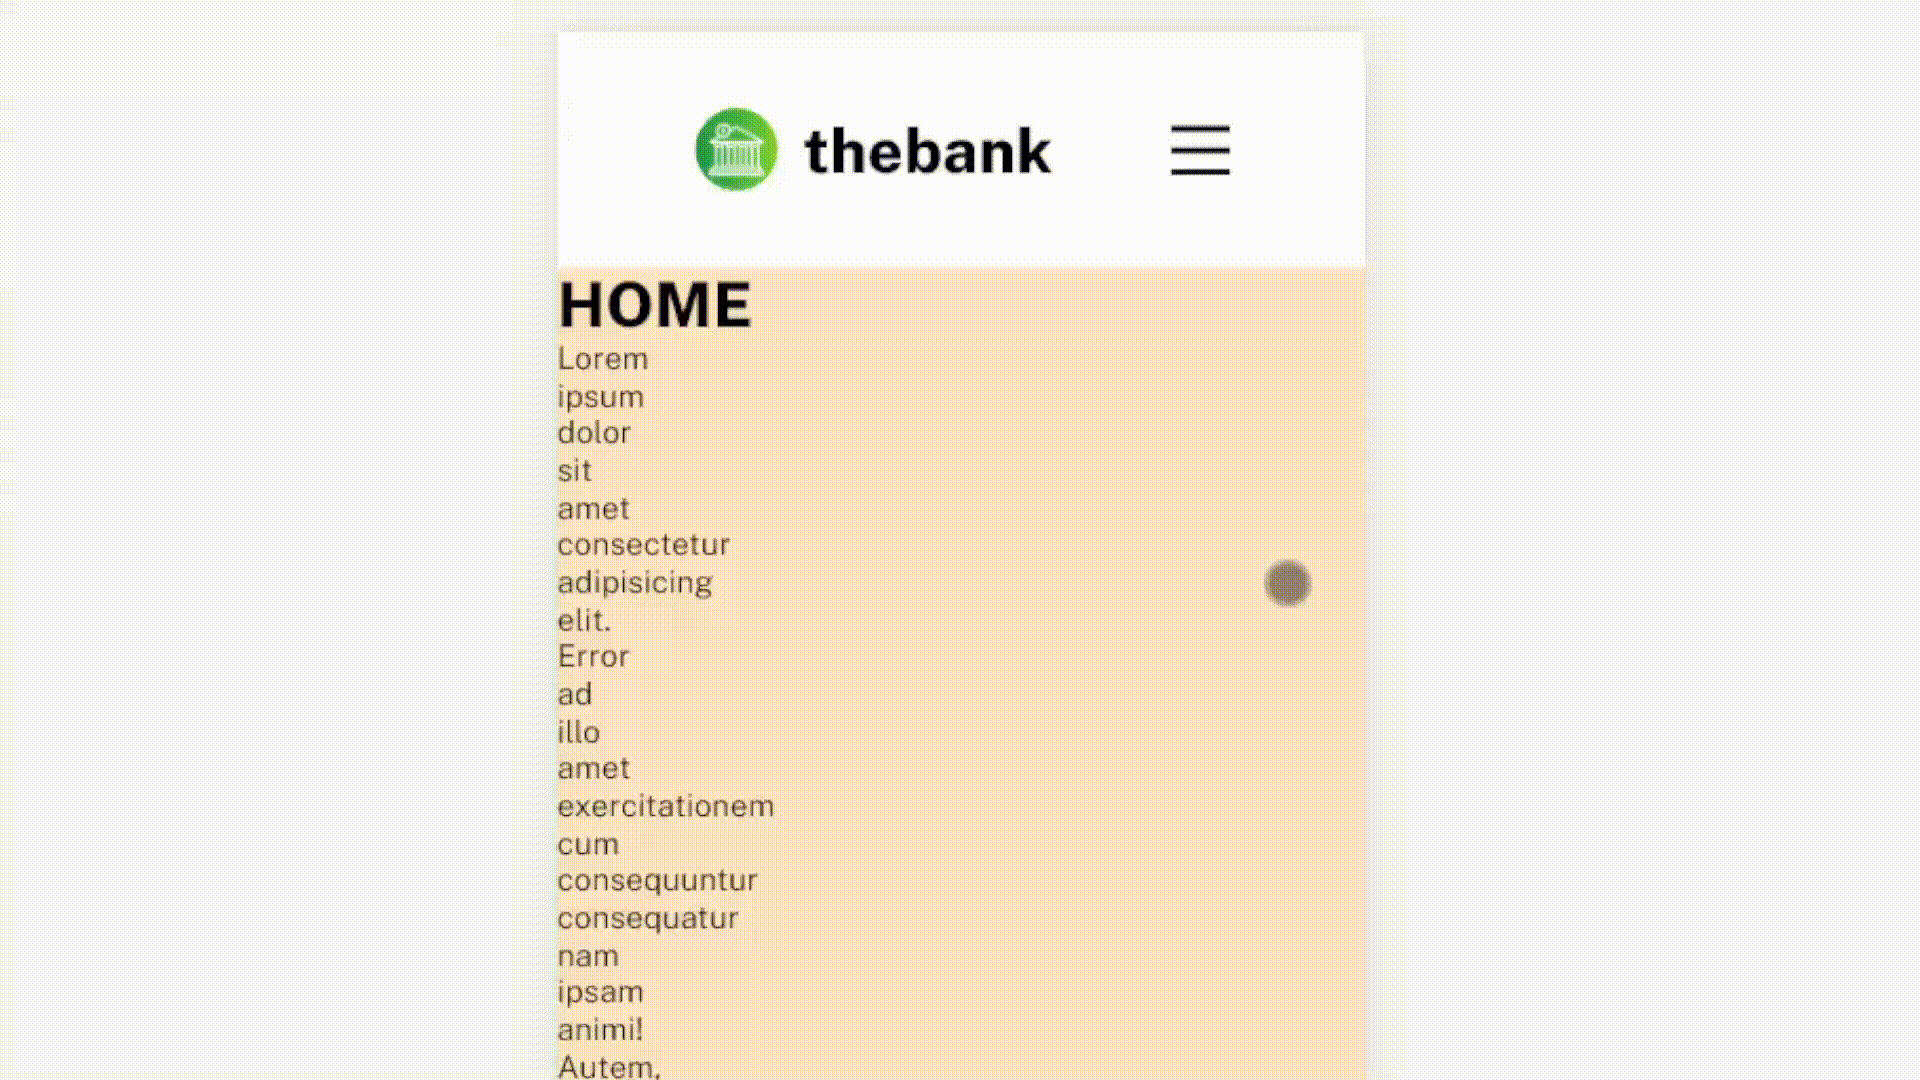 thebank
HOME
Lorem
ipsum
dolor
sit
amet
consectetur
adipisicing
elit.
Error
ad
illo
amet
exercitationem
cum
consequuntur
consequatur
nam
ipsam
animi!
Autem,